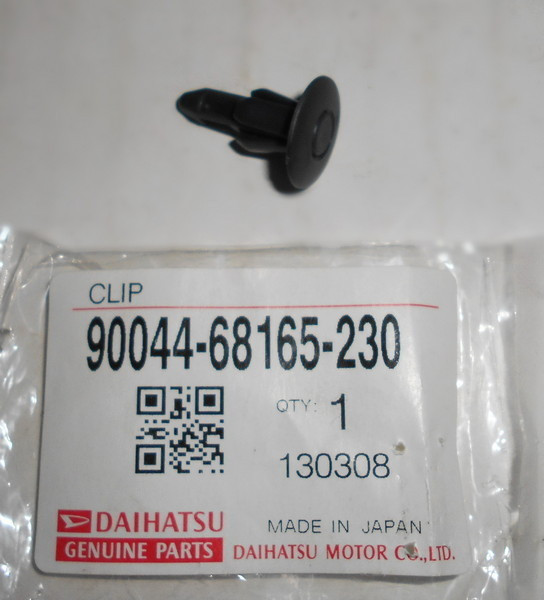 CLIP
90044-68165-230
QTY: 1
130308
DAIHATSU MADE IN JAPAN
GENUINE PARTS DAIHATSU MOTOR CO.,LTD.